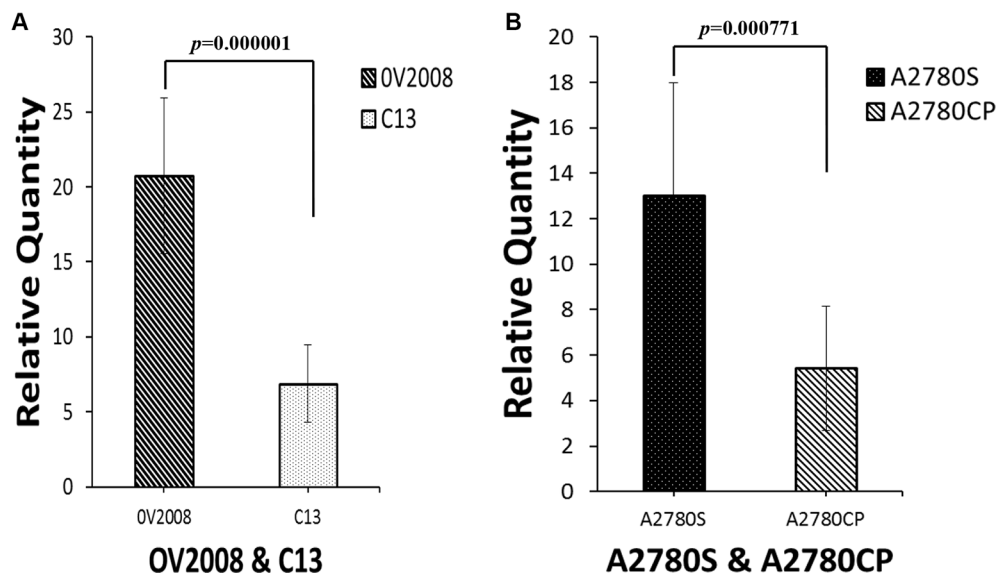 A
p=0.000001
30
25
20
15
10
5
0
Relative Quantity
0V2008
C13
0V2008
C13
OV2008 & C13
B
p=0.000771
20
18
16
14
12
10
8
6
4
2
0
Relative Quantity
A2780S
A2780CP
A2780S
A2780CP
A2780S & A2780CP